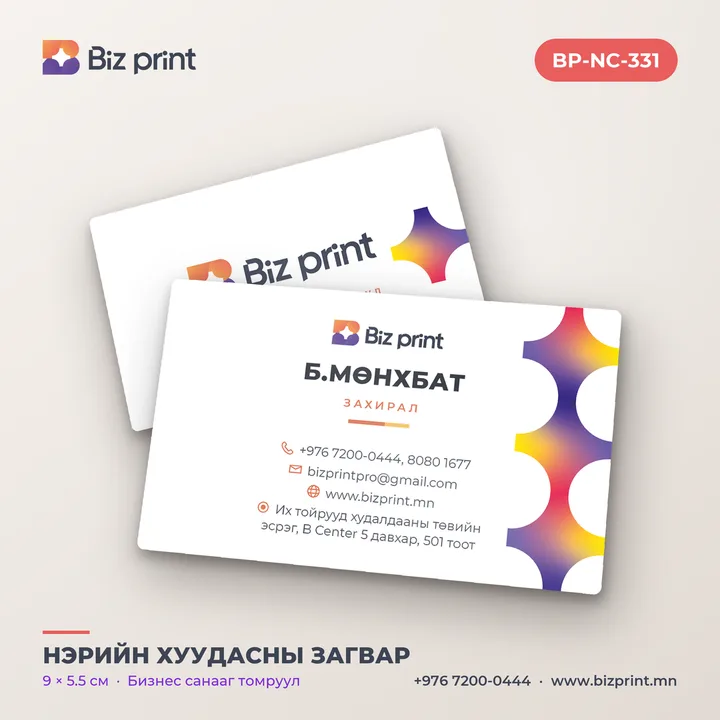 Biz print
BP-NC-331
Biz print
Biz print
Б.МӨНХБАТ
ЗАХИРАЛ
+976 7200-0444, 8080 1677
bizprintpro@gmail.com
www.bizprint.mn
Их тойрууд худалдааны төвийн
эсрэг, B Center 5 давхар, 501 тоот
НЭРИЙН ХУУДАСНЫ ЗАГВАР
9 × 5.5 см · Бизнес санааг томруул
+976 7200-0444 · www.bizprint.mn